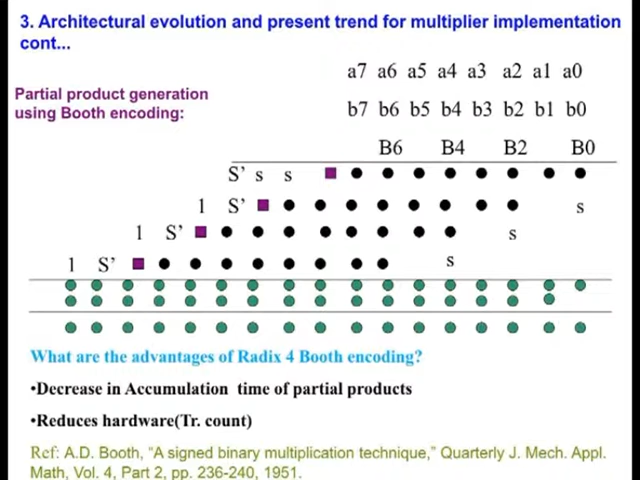 3. Architectural evolution and present trend for multiplier implementation
cont...
a7 a6 a5 a4 a3 a2 a1 a0
Partial product generation
using Booth encoding:
b7 b6 b5 b4 b3 b2 b1 b0
B6 B4 B2 B0
S' s s
1 S' s
1 S' s
1 S' s
What are the advantages of Radix 4 Booth encoding?
•Decrease in Accumulation time of partial products
•Reduces hardware(Tr. count)
Ref: A.D. Booth, “A signed binary multiplication technique,” Quarterly J. Mech. Appl.
Math, Vol. 4, Part 2, pp. 236-240, 1951.